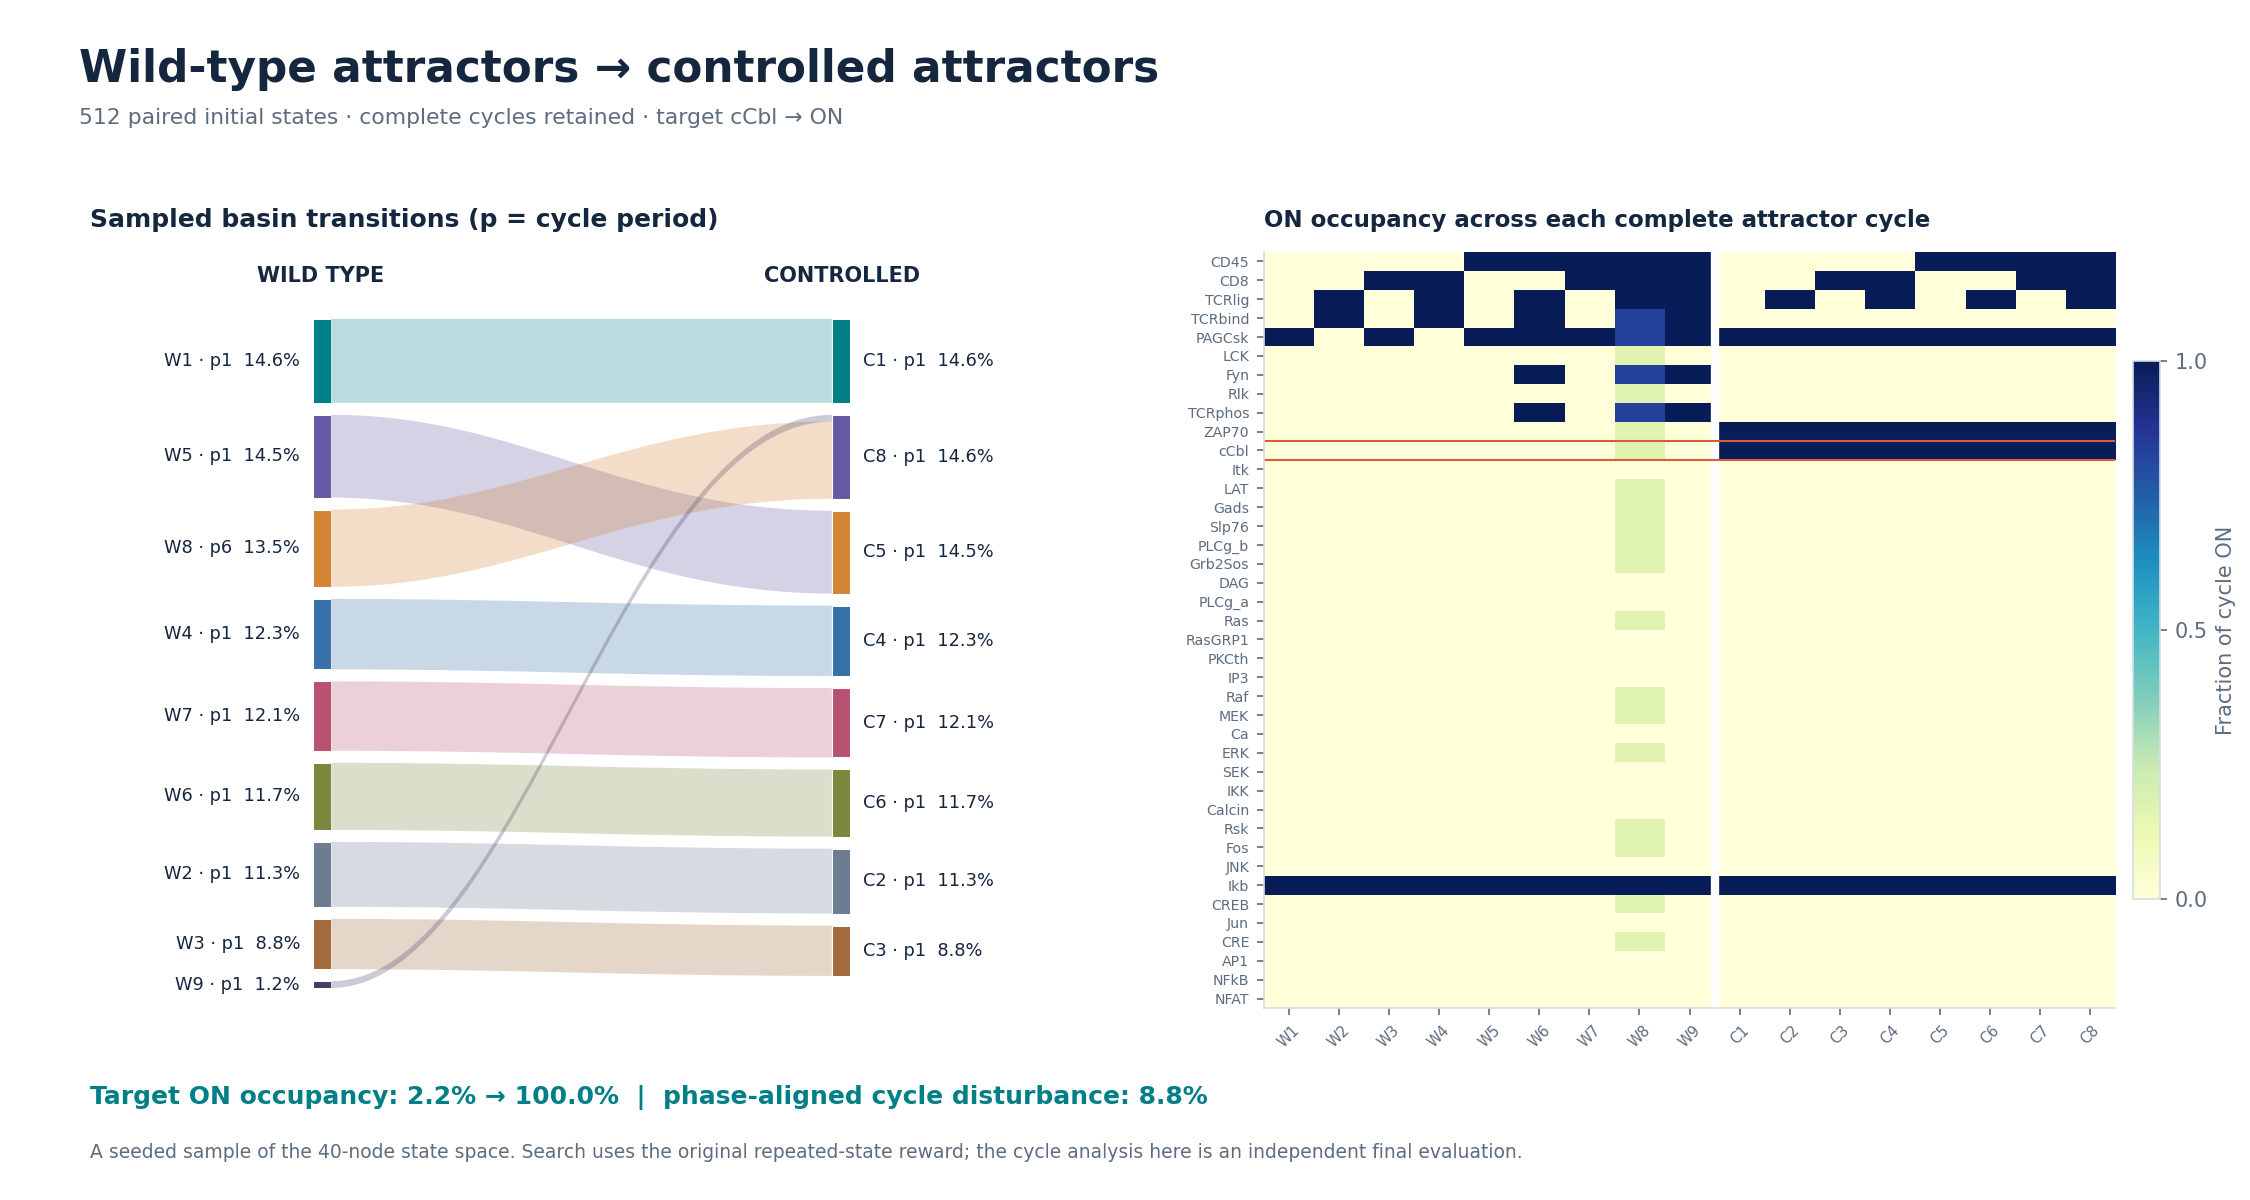 Wild-type attractors → controlled attractors
512 paired initial states · complete cycles retained · target cCbl → ON
Sampled basin transitions (p = cycle period)
WILD TYPE
CONTROLLED
W1 · p1 14.6%
W5 · p1 14.5%
W8 · p6 13.5%
W4 · p1 12.3%
W7 · p1 12.1%
W6 · p1 11.7%
W2 · p1 11.3%
W3 · p1 8.8%
W9 · p1 1.2%
C1 · p1 14.6%
C8 · p1 14.6%
C5 · p1 14.5%
C4 · p1 12.3%
C7 · p1 12.1%
C6 · p1 11.7%
C2 · p1 11.3%
C3 · p1 8.8%
ON occupancy across each complete attractor cycle
CD45
CD8
TCRlig
TCRbind
PAGCsk
LCK
Fyn
Rlk
TCRphos
ZAP70
cCbl
Itk
LAT
Gads
Slp76
PLCg_b
Grb2Sos
DAG
PLCg_a
Ras
RasGRP1
PKCth
IP3
Raf
MEK
Ca
ERK
SEK
IKK
Calcin
Rsk
Fos
JNK
Ikb
CREB
Jun
CRE
AP1
NFkB
NFAT
W1 W2 W3 W4 W5 W6 W7 W8 W9 C1 C2 C3 C4 C5 C6 C7 C8
1.0
0.5
0.0
Fraction of cycle ON
Target ON occupancy: 2.2% → 100.0% | phase-aligned cycle disturbance: 8.8%
A seeded sample of the 40-node state space. Search uses the original repeated-state reward; the cycle analysis here is an independent final evaluation.